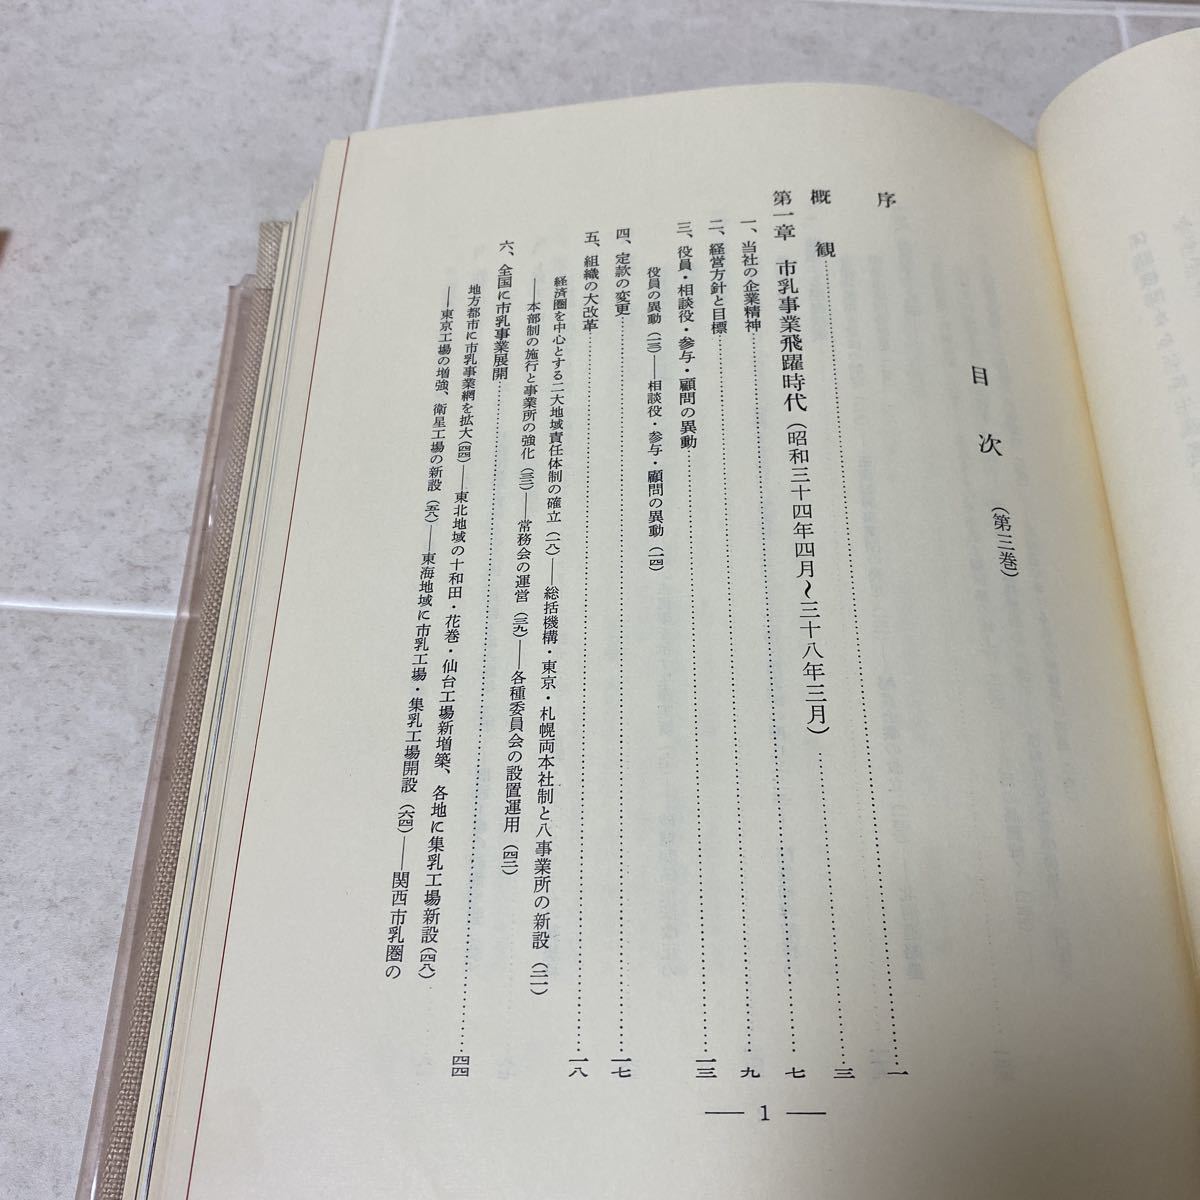 目次 (第三巻)
序
概観……一
第一章 市乳事業飛躍時代(昭和三十四年四月～三十八年三月)……三
一、当社の企業精神……七
二、経営方針と目標……九
三、役員・相談役・参与・顧問の異動……一三
役員の異動(一三)――相談役・参与・顧問の異動(一四)
四、定款の変更……一七
五、組織の大改革……一八
経済圏を中心とする二大地域責任体制の確立(一八)――総括機構・東京・札幌両本社制と八事業所の新設(二一)
――本部制の施行と事業所の強化(三一)――常務会の運営(三九)――各種委員会の設置運用(四二)
六、全国に市乳事業展開……四四
地方都市に市乳事業網を拡大(四四)――東北地域の十和田・花巻・仙台工場新増築、各地に集乳工場新設(四八)
――東京工場の増強、衛星工場の新設(五八)――東海地域に市乳工場・集乳工場開設(六四)――関西市乳圏の
― 1 ―